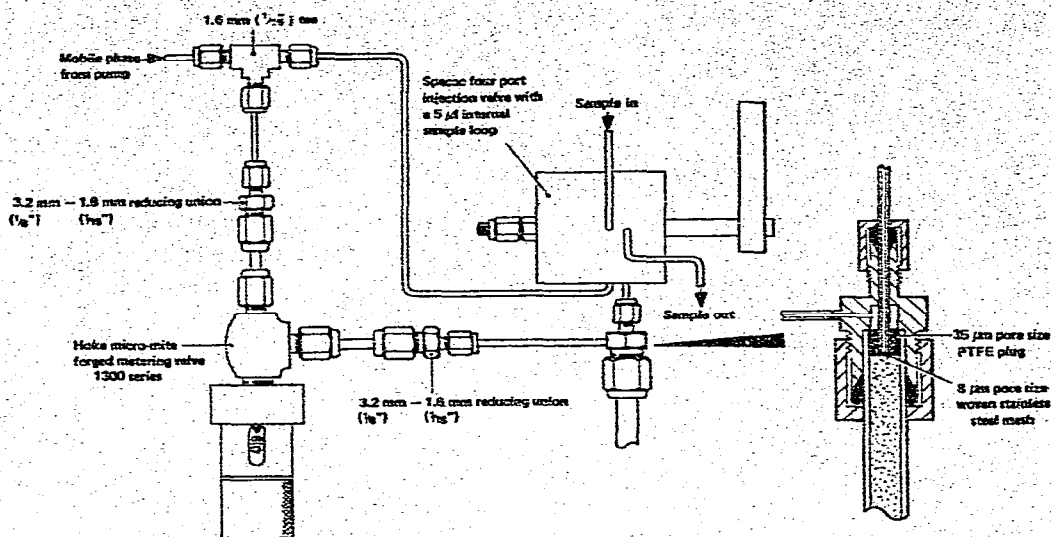 1.6 mm (1/16") tee
Mobile phase
from pump
Specac four port
injection valve with
a 5 µl internal
sample loop
Sample in
3.2 mm – 1.6 mm reducing union
(1/8") (1/16")
Sample out
Hoke micro-mite
forged metering valve
1300 series
35 µm pore size
PTFE plug
8 µm pore size
woven stainless
steel mesh
3.2 mm – 1.6 mm reducing union
(1/8") (1/16")